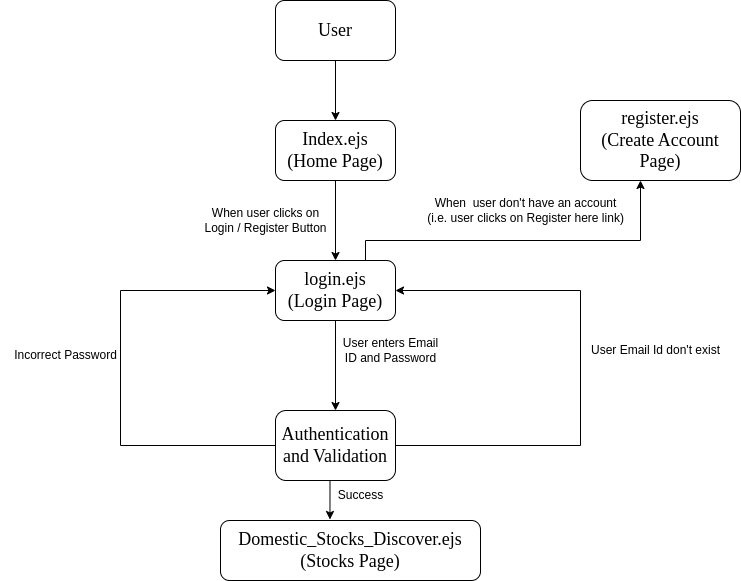 User
Index.ejs
(Home Page)
register.ejs
(Create Account
Page)
When user clicks on
Login / Register Button
When  user don't have an account
(i.e. user clicks on Register here link)
login.ejs
(Login Page)
Incorrect Password
User enters Email
ID and Password
User Email Id don't exist
Authentication
and Validation
Success
Domestic_Stocks_Discover.ejs
(Stocks Page)